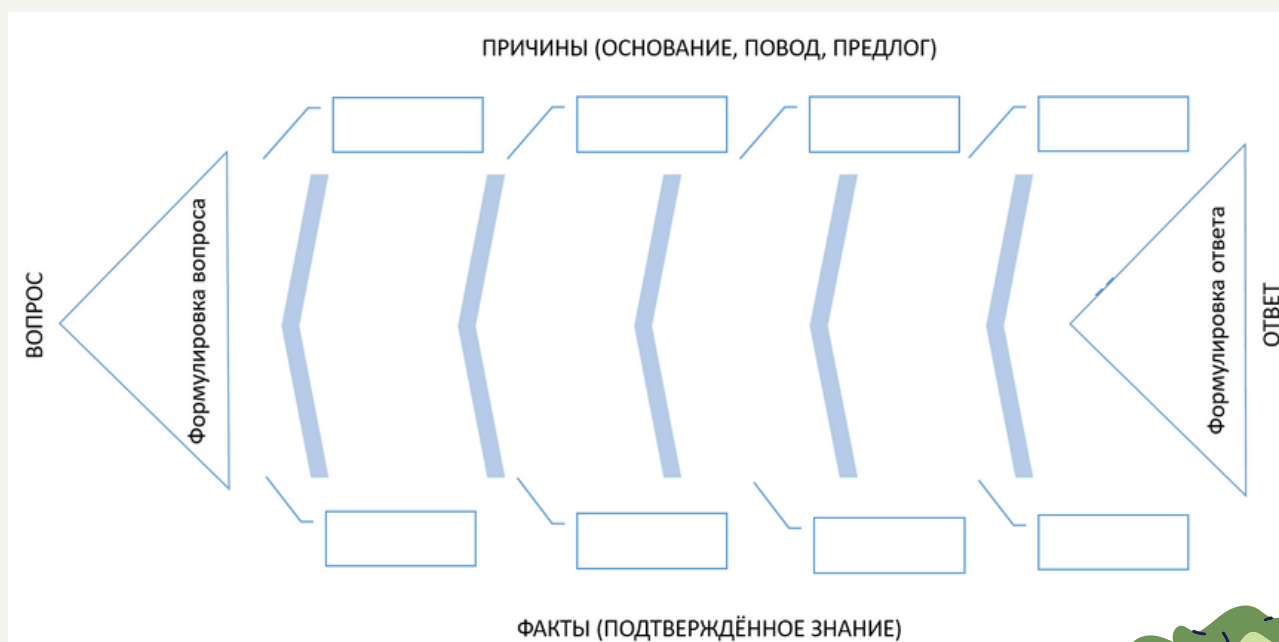 ПРИЧИНЫ (ОСНОВАНИЕ, ПОВОД, ПРЕДЛОГ)
ВОПРОС
Формулировка вопроса
Формулировка ответа
ОТВЕТ
ФАКТЫ (ПОДТВЕРЖДЁННОЕ ЗНАНИЕ)